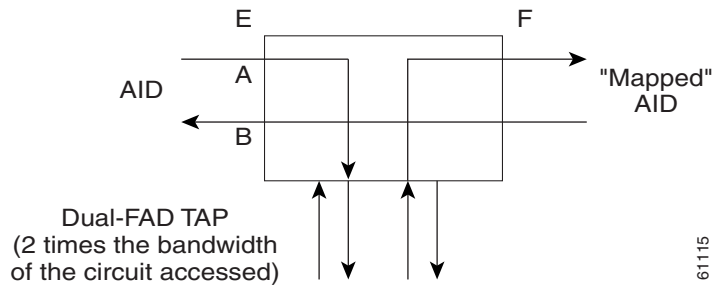 E
F
A
AID
"Mapped"
AID
B
Dual-FAD TAP
(2 times the bandwidth
of the circuit accessed)
61115